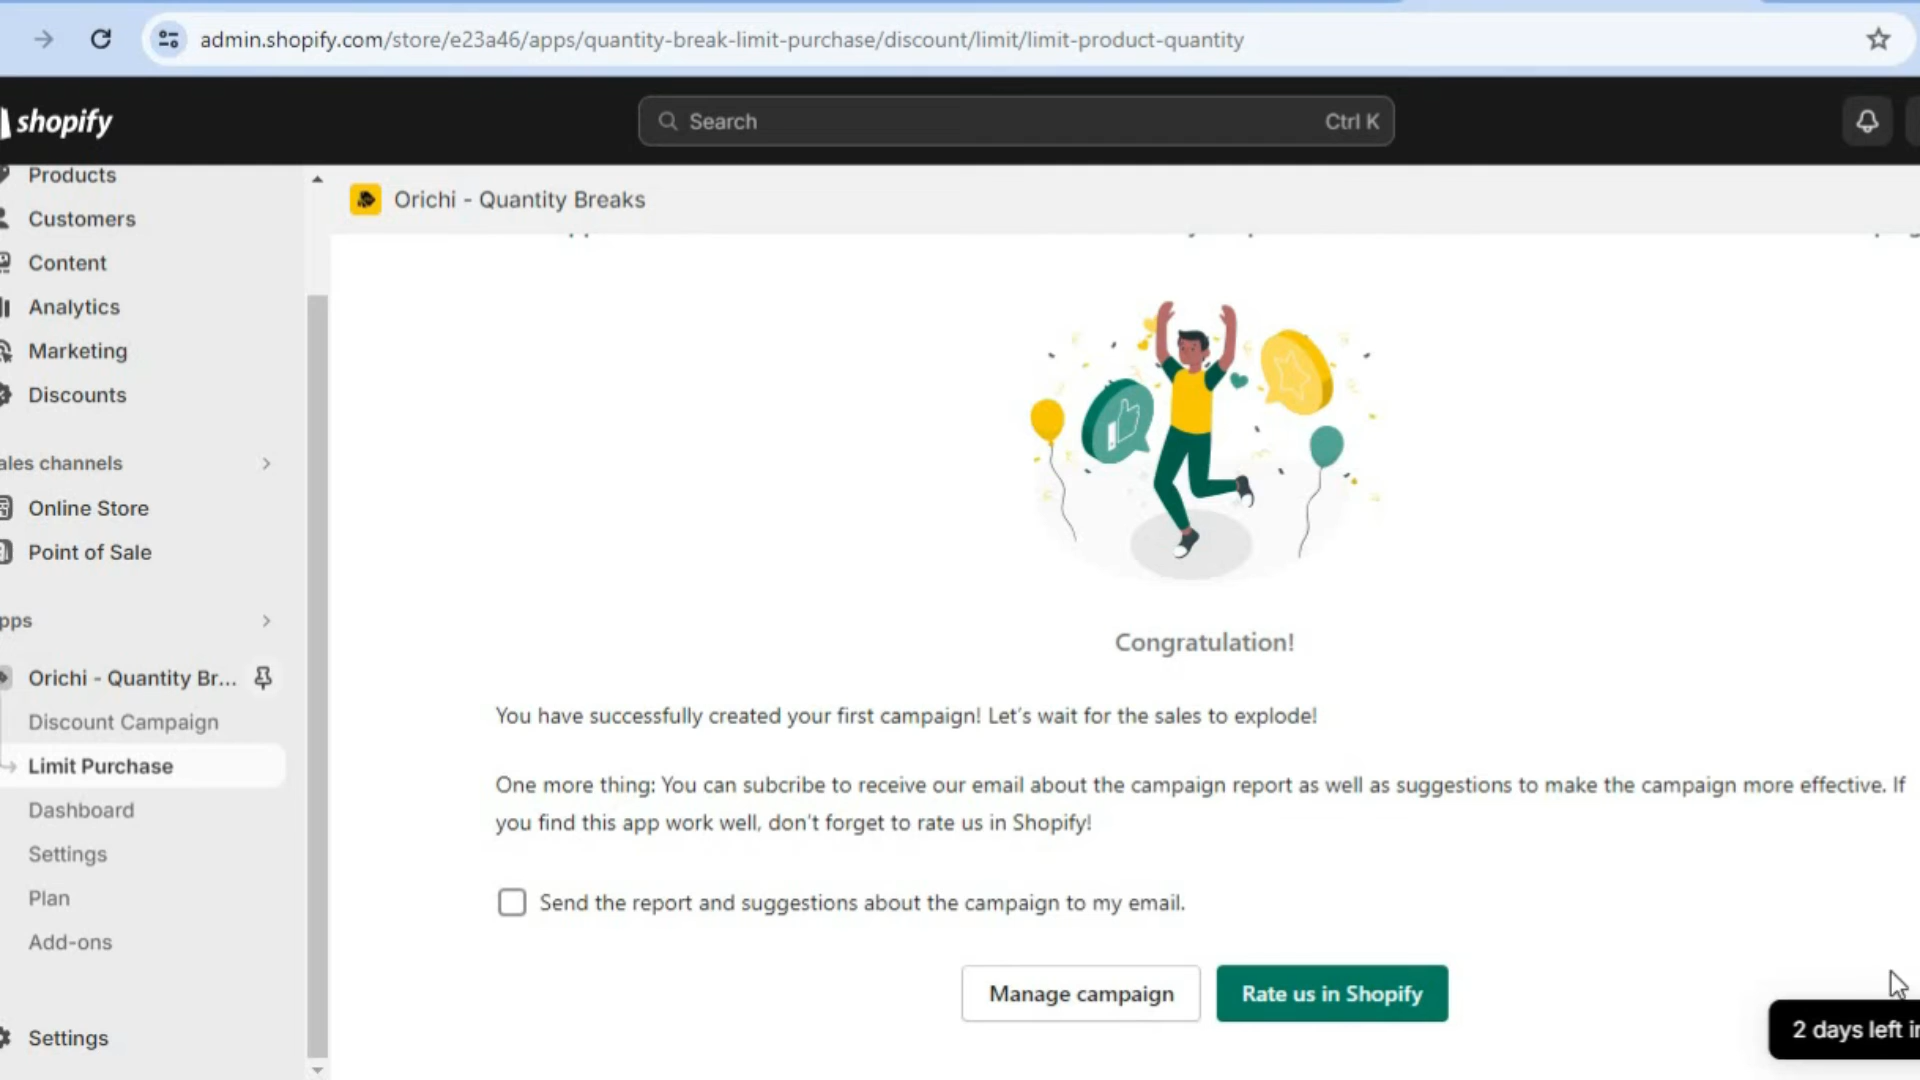 admin.shopify.com/store/e23a46/apps/quantity-break-limit-purchase/discount/limit/limit-product-quantity
shopify
Search
Ctrl K
Products
Customers
Content
Analytics
Marketing
Discounts
ales channels
Online Store
Point of Sale
pps
Orichi - Quantity Br...
Discount Campaign
Limit Purchase
Dashboard
Settings
Plan
Add-ons
Settings
Orichi - Quantity Breaks
Congratulation!
You have successfully created your first campaign! Let's wait for the sales to explode!
One more thing: You can subcribe to receive our email about the campaign report as well as suggestions to make the campaign more effective. If
you find this app work well, don't forget to rate us in Shopify!
Send the report and suggestions about the campaign to my email.
Manage campaign
Rate us in Shopify
2 days left i